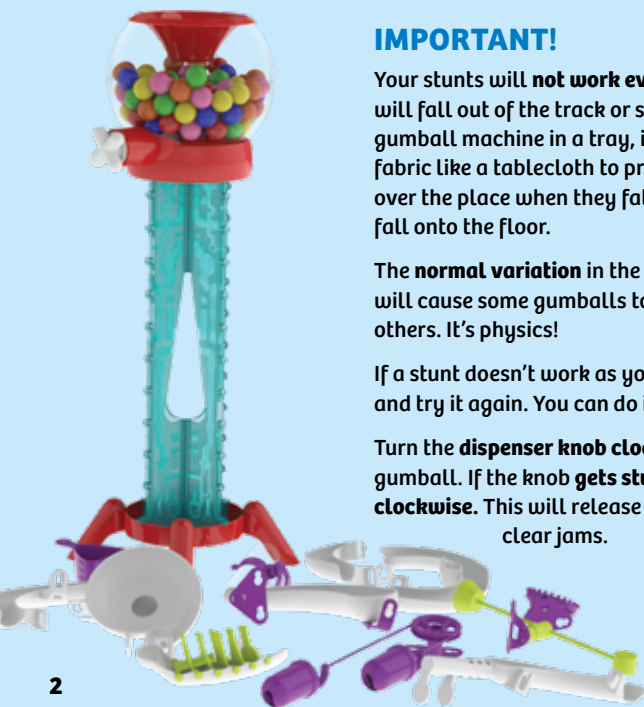 IMPORTANT!
Your stunts will not work ev
will fall out of the track or s
gumball machine in a tray, i
fabric like a tablecloth to pr
over the place when they fal
fall onto the floor.
The normal variation in the
will cause some gumballs to
others. It's physics!
If a stunt doesn't work as yo
and try it again. You can do i
Turn the dispenser knob cloc
gumball. If the knob gets stu
clockwise. This will release
clear jams.
2